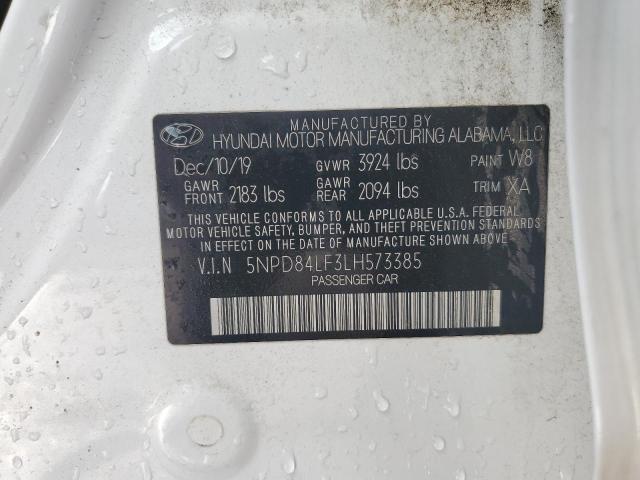 MANUFACTURED BY
HYUNDAI MOTOR MANUFACTURING ALABAMA, LLC
Dec/10/19 GVWR 3924 lbs PAINT W8
GAWR FRONT 2183 lbs GAWR REAR 2094 lbs TRIM XA
THIS VEHICLE CONFORMS TO ALL APPLICABLE U.S.A. FEDERAL
MOTOR VEHICLE SAFETY, BUMPER, AND THEFT PREVENTION
STANDARDS IN EFFECT ON THE DATE OF MANUFACTURE SHOWN ABOVE.
V.I.N 5NPD84LF3LH573385
PASSENGER CAR